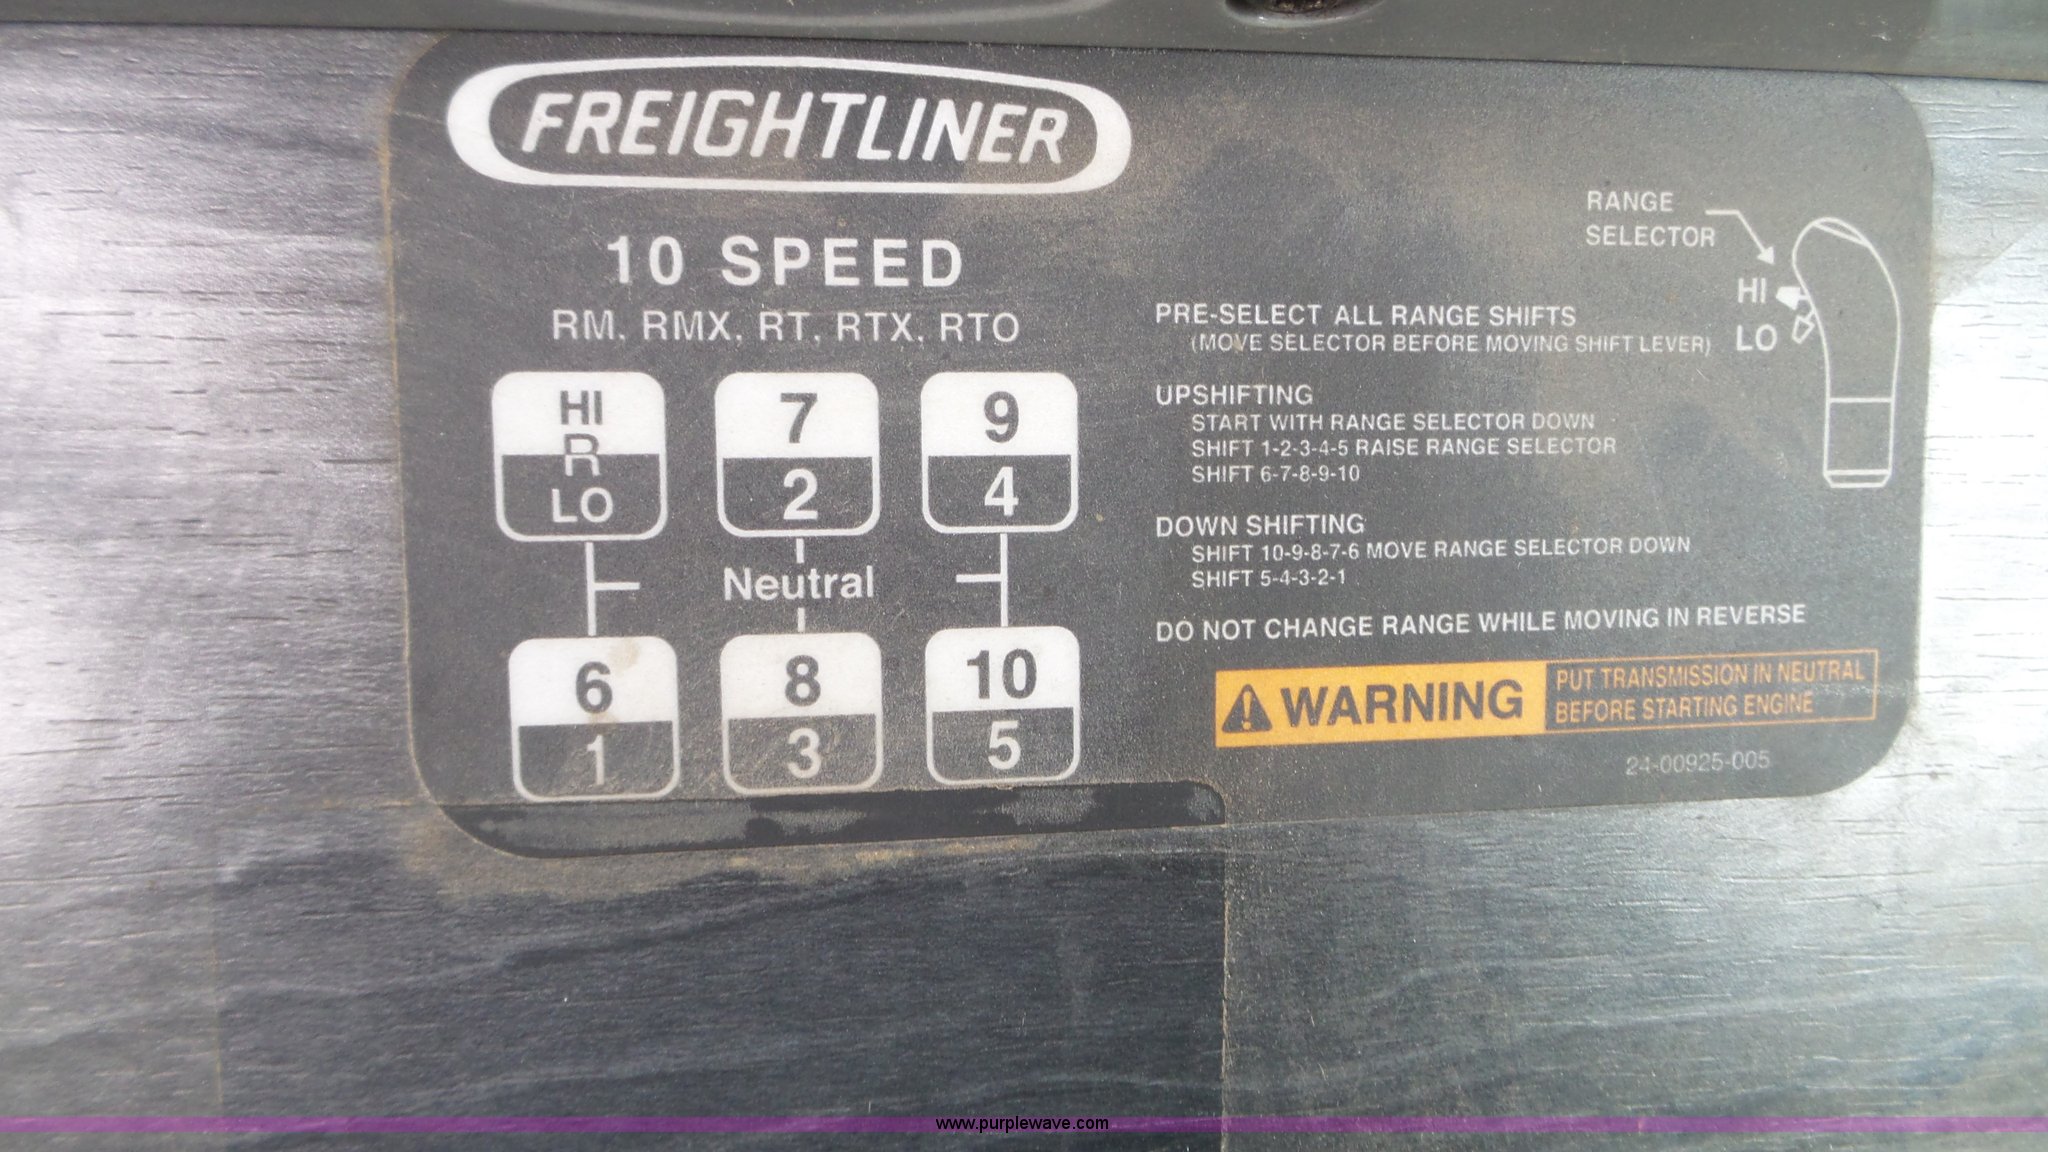 FREIGHTLINER
10 SPEED
RM, RMX, RT, RTX, RTO
HI
R
LO
7
2
9
4
Neutral
6
1
8
3
10
5
RANGE
SELECTOR
HI
LO
PRE-SELECT ALL RANGE SHIFTS
(MOVE SELECTOR BEFORE MOVING SHIFT LEVER)
UPSHIFTING
START WITH RANGE SELECTOR DOWN
SHIFT 1-2-3-4-5 RAISE RANGE SELECTOR
SHIFT 6-7-8-9-10
DOWN SHIFTING
SHIFT 10-9-8-7-6 MOVE RANGE SELECTOR DOWN
SHIFT 5-4-3-2-1
DO NOT CHANGE RANGE WHILE MOVING IN REVERSE
WARNING
PUT TRANSMISSION IN NEUTRAL
BEFORE STARTING ENGINE
24-00925-005
www.purplewave.com